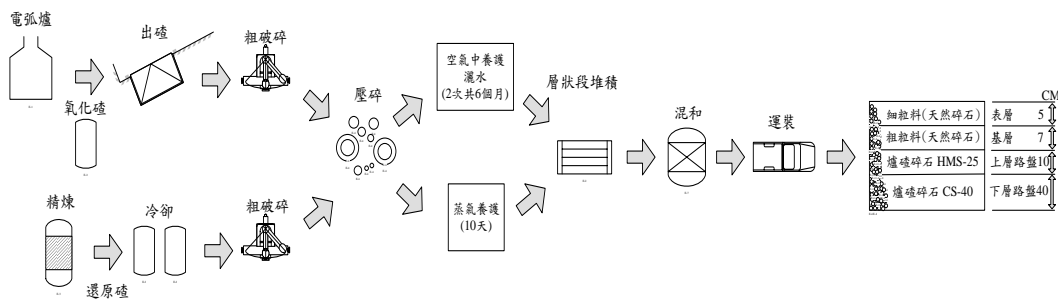 電弧爐
出碴
粗破碎
氧化碴
壓碎
空氣中養護
灑水
(2次共6個月)
層狀段堆積
混和
運裝
CM
細粒料(天然碎石) 表層 5
粗粒料(天然碎石) 基層 10
爐碴碎石 HMS-25 上層路盤10
爐碴碎石 CS-40 下層路盤40
精煉
冷卻
粗破碎
還原碴
蒸氣養護
(10天)